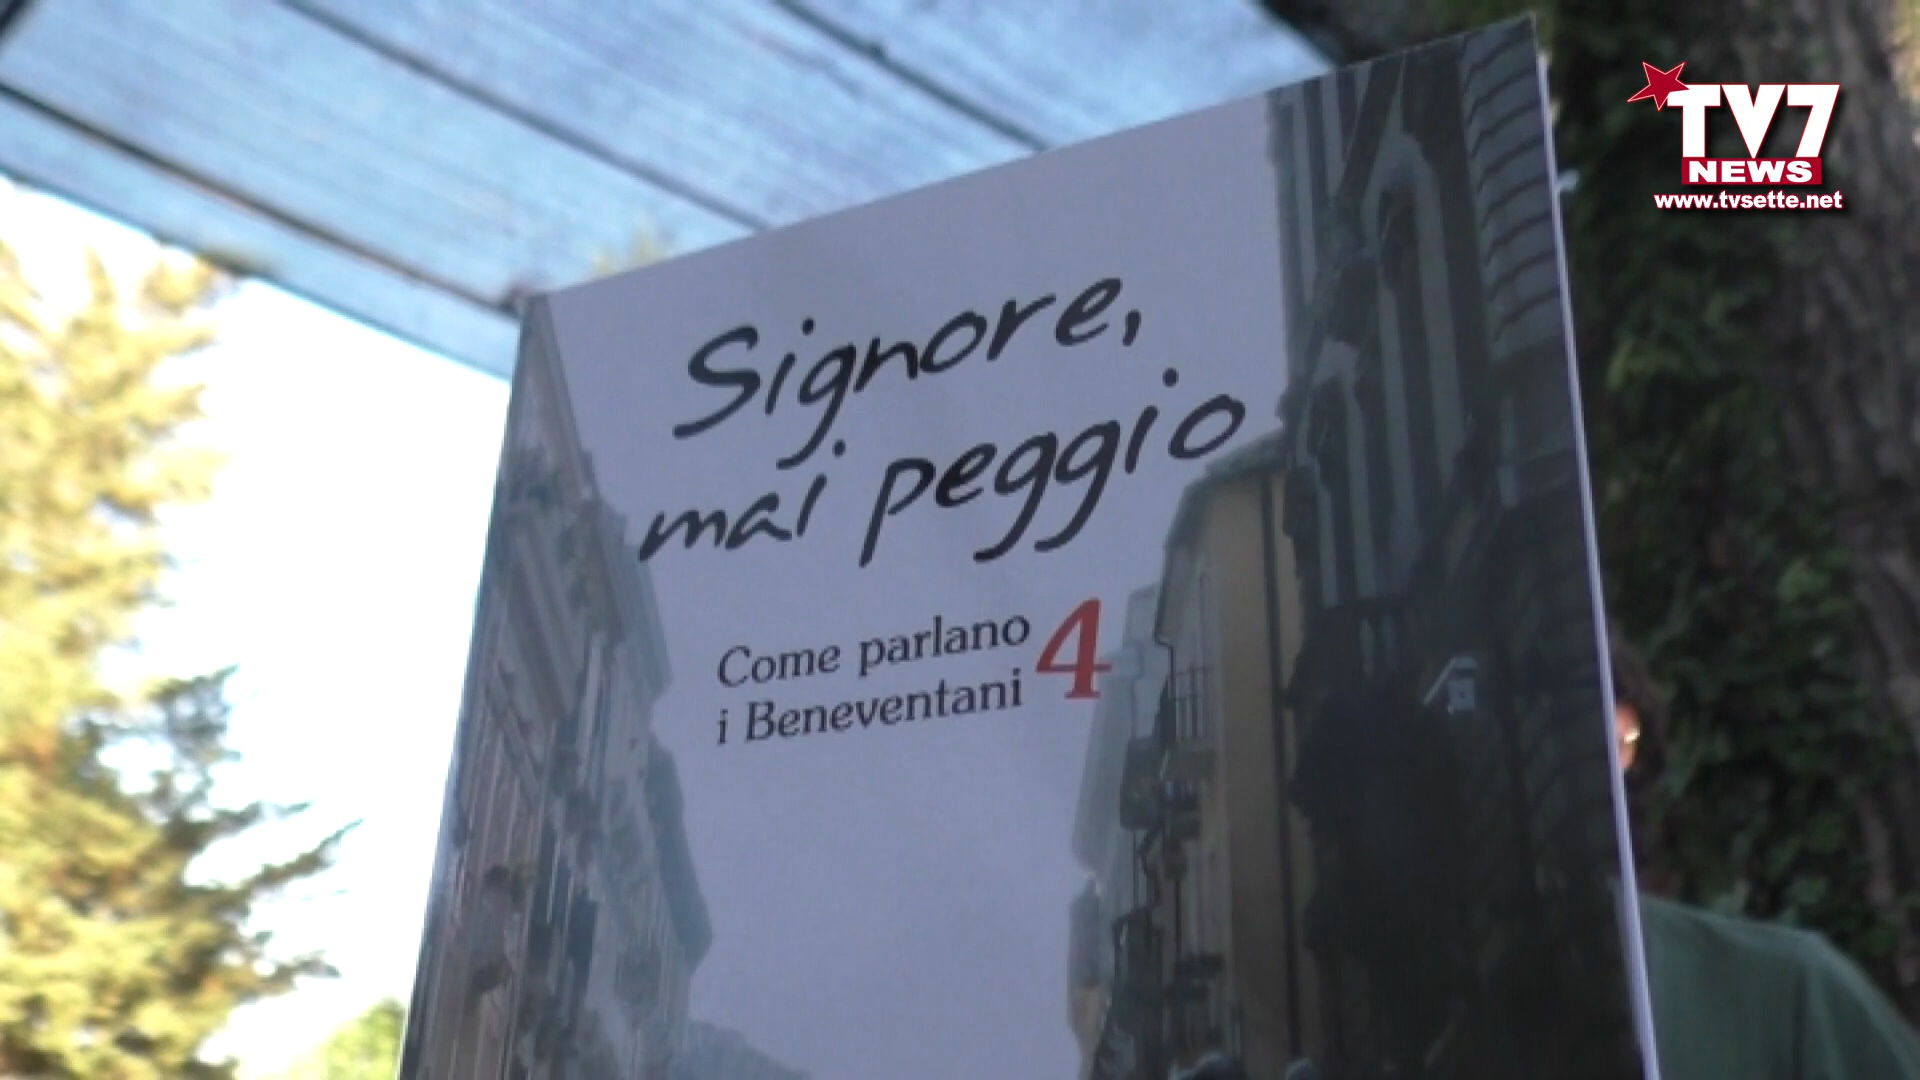 Signore,
mai peggio
Come parlano
i Beneventani 4
TV7
NEWS
www.tvsette.net